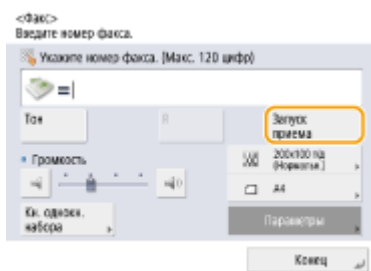 <Факс>
Введите номер факса.
Укажите номер факса. (Макс. 120 цифр)
=
Тон
R
Запуск
приема
Громкость
200x100 тд
(Нормальн.)
A4
Кн. однокн.
набора
Параметры
Конец